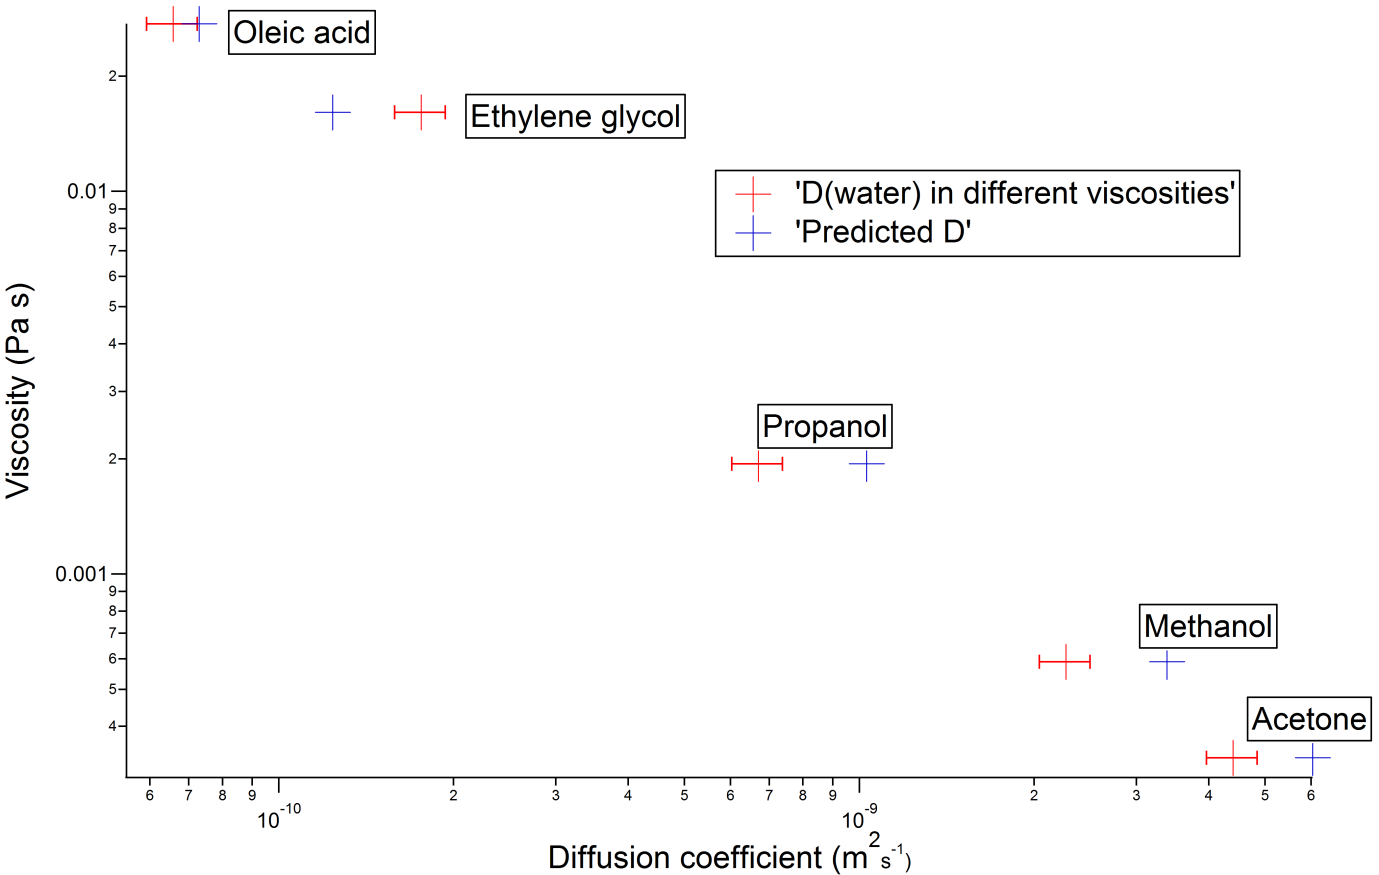 Oleic acid
2
Ethylene glycol
0.01
'D(water) in different viscosities'
9
8
'Predicted D'
7
6
5
4
3
Propanol
2
0.001
9
8
Methanol
7
6
5
Acetone
4
Viscosity (Pa s)
6 7 8 9 2 3 4 5 6 7 8 9 2 3 4 5 6
10-10 10-9
Diffusion coefficient (m2s-1)